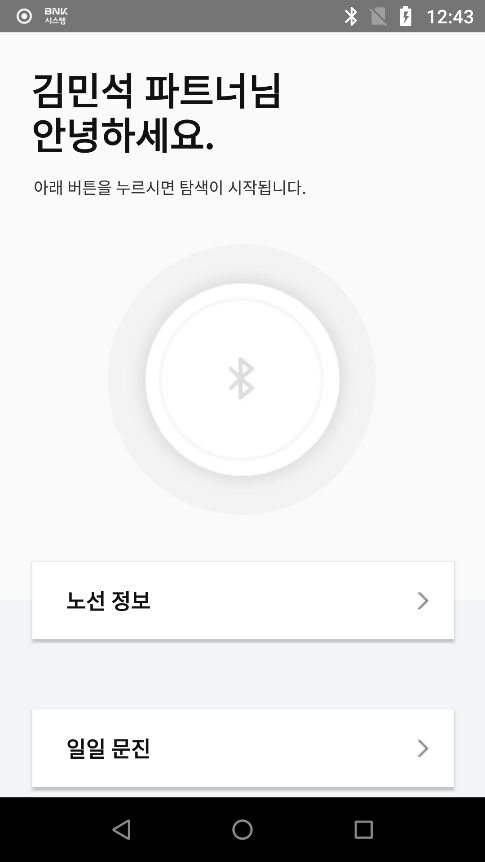 BNK
시스템
12:43
김민석 파트너님
안녕하세요.
아래 버튼을 누르시면 탐색이 시작됩니다.
노선 정보
일일 문진